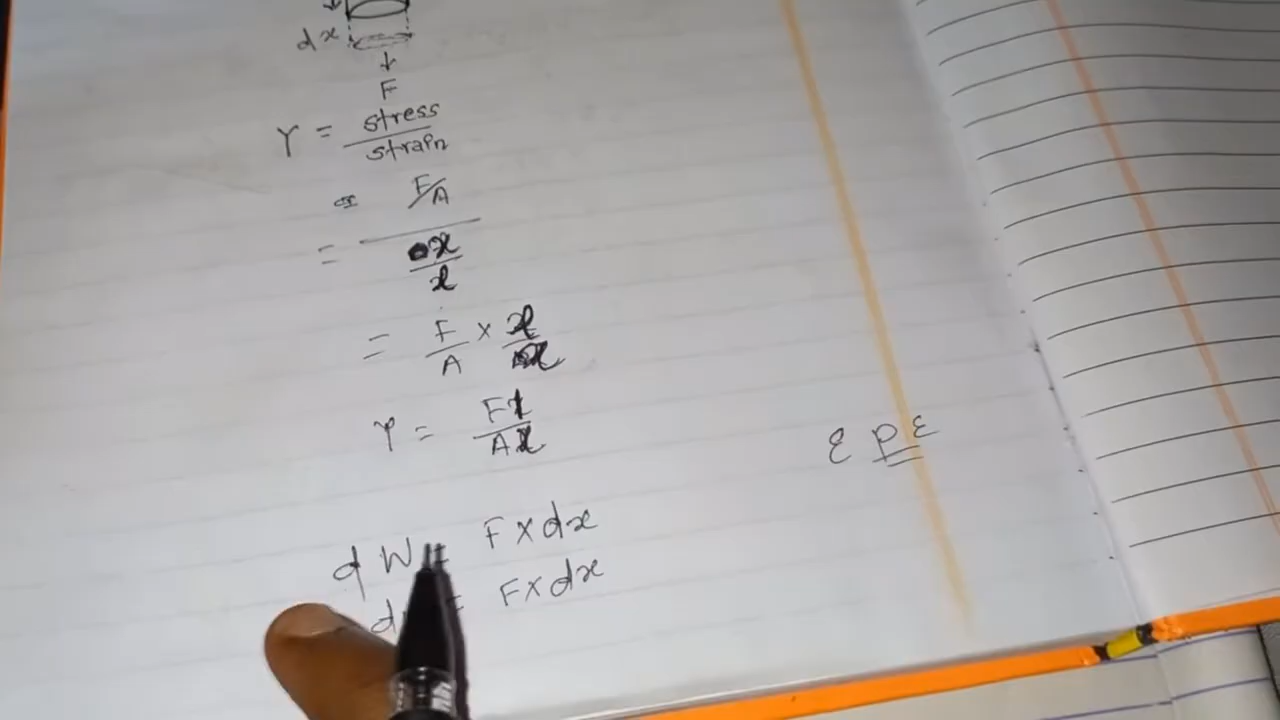 dx
F
Y = stress / strain
= F/A
= x / l
= F/A × l/x
Y = Fl / Ax
ε P ε
dW = F×dx
= F×dx